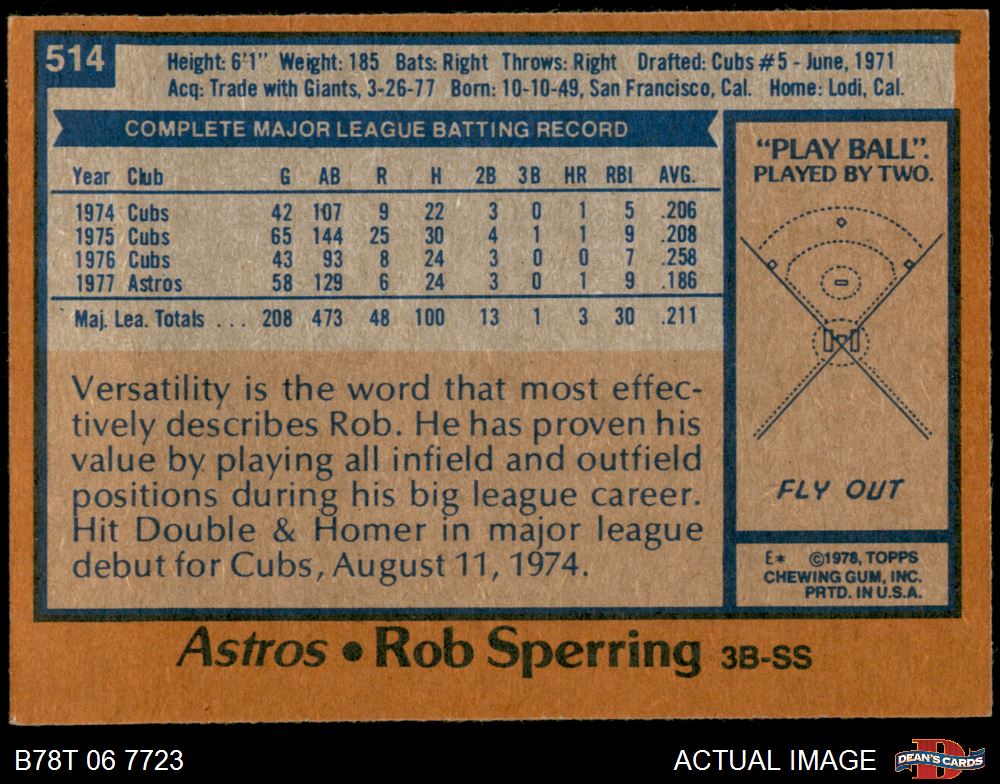 514
Height: 6'1" Weight: 185 Bats: Right Throws: Right Drafted: Cubs #5 - June, 1971
Acq: Trade with Giants, 3-26-77 Born: 10-10-49, San Francisco, Cal. Home: Lodi, Cal.
COMPLETE MAJOR LEAGUE BATTING RECORD
Year Club G AB R H 2B 3B HR RBI AVG.
1974 Cubs 42 107 9 22 3 0 1 5 .206
1975 Cubs 65 144 25 30 4 1 1 9 .208
1976 Cubs 43 93 8 24 3 0 0 7 .258
1977 Astros 58 129 6 24 3 0 1 9 .186
Maj. Lea. Totals ... 208 473 48 100 13 1 3 30 .211
Versatility is the word that most effec-
tively describes Rob. He has proven his
value by playing all infield and outfield
positions during his big league career.
Hit Double & Homer in major league
debut for Cubs, August 11, 1974.
"PLAY BALL".
PLAYED BY TWO.
FLY OUT
E* ©1978, TOPPS
CHEWING GUM, INC.
PRTD. IN U.S.A.
Astros • Rob Sperring 3B-SS
B78T 06 7723
ACTUAL IMAGE
DEAN'S CARDS